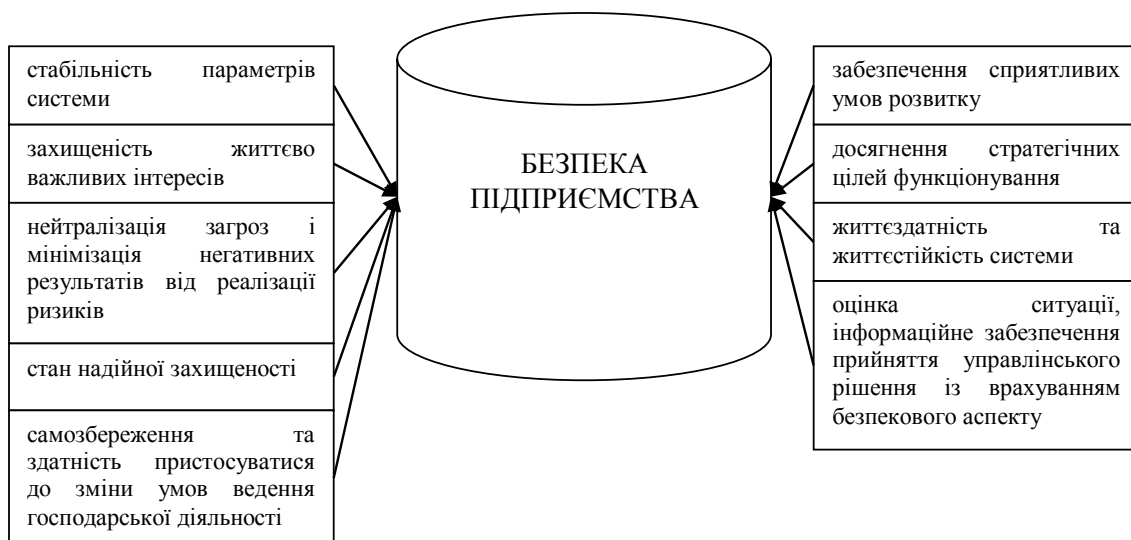 стабільність параметрів
системи
захищеність життєво
важливих інтересів
нейтралізація загроз і
мінімізація негативних
результатів від реалізації
ризиків
стан надійної захищеності
самозбереження та
здатність пристосуватися
до зміни умов ведення
господарської діяльності
БЕЗПЕКА
ПІДПРИЄМСТВА
забезпечення сприятливих
умов розвитку
досягнення стратегічних
цілей функціонування
життєздатність та
життєстійкість системи
оцінка ситуації,
інформаційне забезпечення
прийняття управлінського
рішення із врахуванням
безпекового аспекту